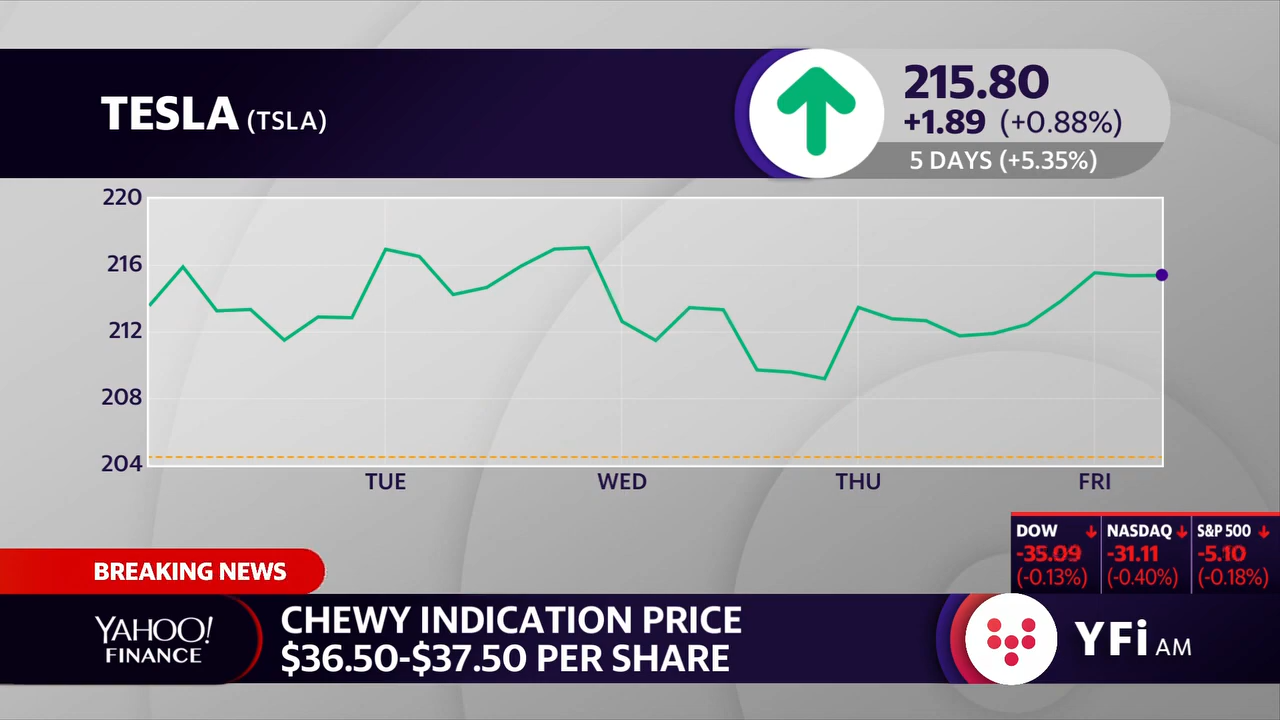 TESLA (TSLA)
215.80
+1.89 (+0.88%)
5 DAYS (+5.35%)
220
216
212
208
204
TUE WED THU FRI
DOW NASDAQ S&P 500
-35.09 -31.11 -5.10
(-0.13%) (-0.40%) (-0.18%)
BREAKING NEWS
YAHOO!
FINANCE
CHEWY INDICATION PRICE
$36.50-$37.50 PER SHARE
YFi AM